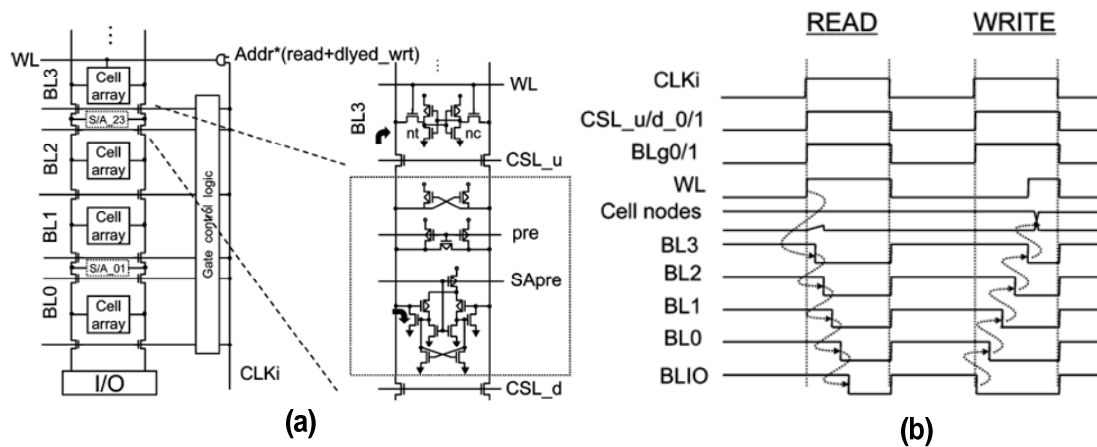 WL
Addr*(read+dlyed_wrt)
BL3
Cell
array
S/A_23
BL2
Cell
array
BL1
Cell
array
S/A_01
BL0
Cell
array
Gate control logic
I/O
CLKi
WL
BL3
nt
nc
CSL_u
pre
SApre
CSL_d
(a)
READ
WRITE
CLKi
CSL_u/d_0/1
BLg0/1
WL
Cell nodes
BL3
BL2
BL1
BL0
BLIO
(b)